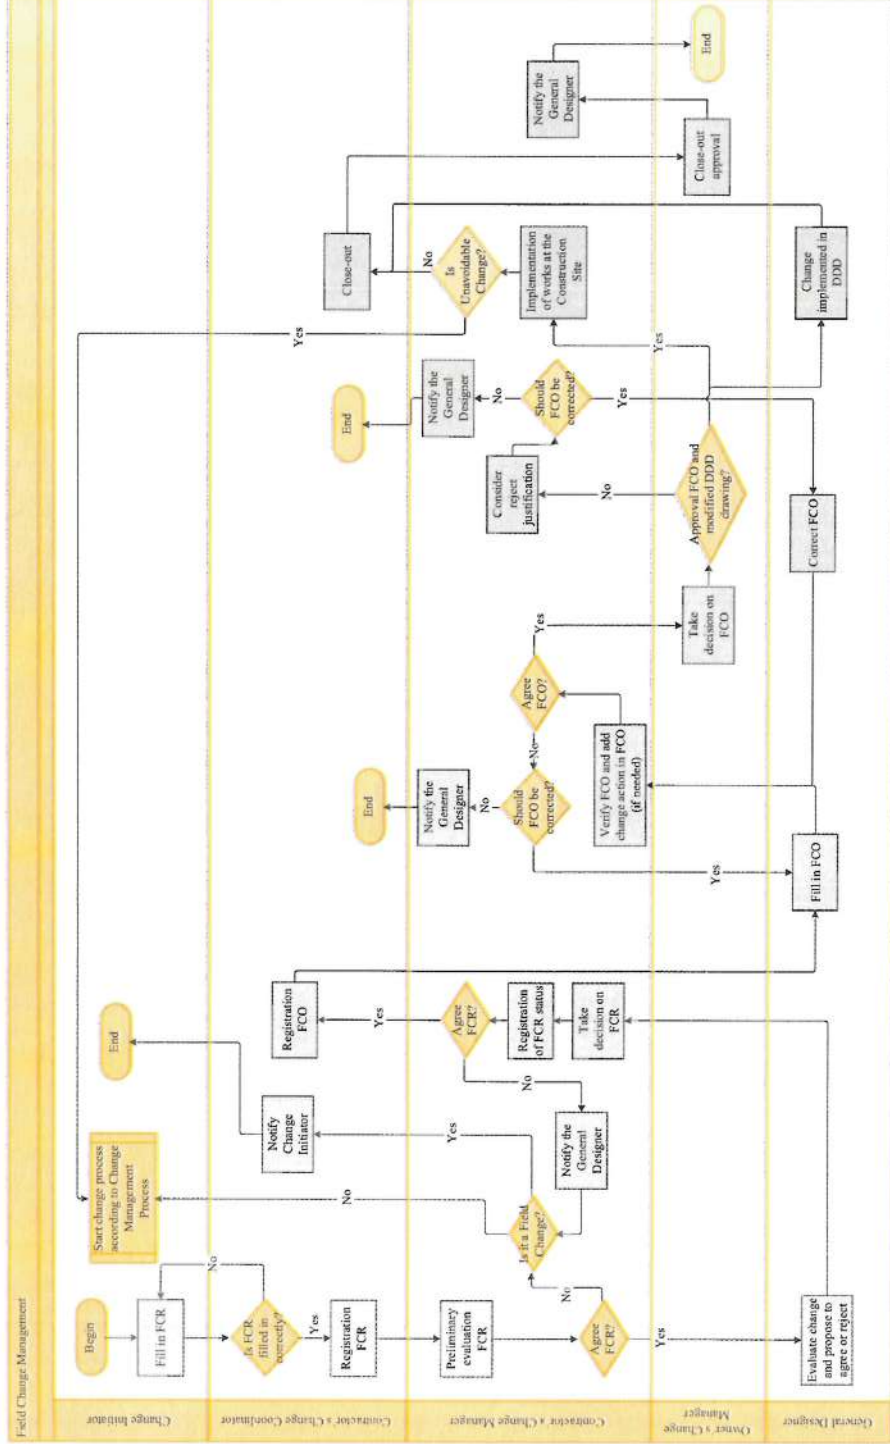 Field Change Management
Change Initiator
Contractor's Change Coordinator
Contractor's Change Manager
Owner's Change
Manager
General Designer
Begin
Fill in FCR
No
Is FCR
filled in
correctly?
Yes
Registration
FCR
Preliminary
evaluation
FCR
Agree
FCR?
No
Yes
Evaluate change
and propose to
agree or reject
Start change process
according to Change
Management
Process
No
Is it a Field
Change?
Yes
Notify
Change
Initiator
End
Notify the
General
Designer
No
Agree
FCR?
Yes
Registration
of FCR status
Take
decision on
FCR
Registration
FCO
Fill in FCO
Yes
End
Notify the
General
Designer
No
Should
FCO be
corrected?
No
Agree
FCO?
Yes
Verify FCO and add
change action in FCO
(if needed)
Take
decision on
FCO
Correct FCO
Approval FCO and
modified DDD
drawing?
No
Yes
Consider
reject
justification
Should
FCO be
corrected?
No
Yes
Notify the
General
Designer
End
Implementation
of works at the
Construction
Site
Is
Unavoidable
Change?
Yes
No
Close-out
Change
implemented in
DDD
Close-out
approval
Notify the
General
Designer
End